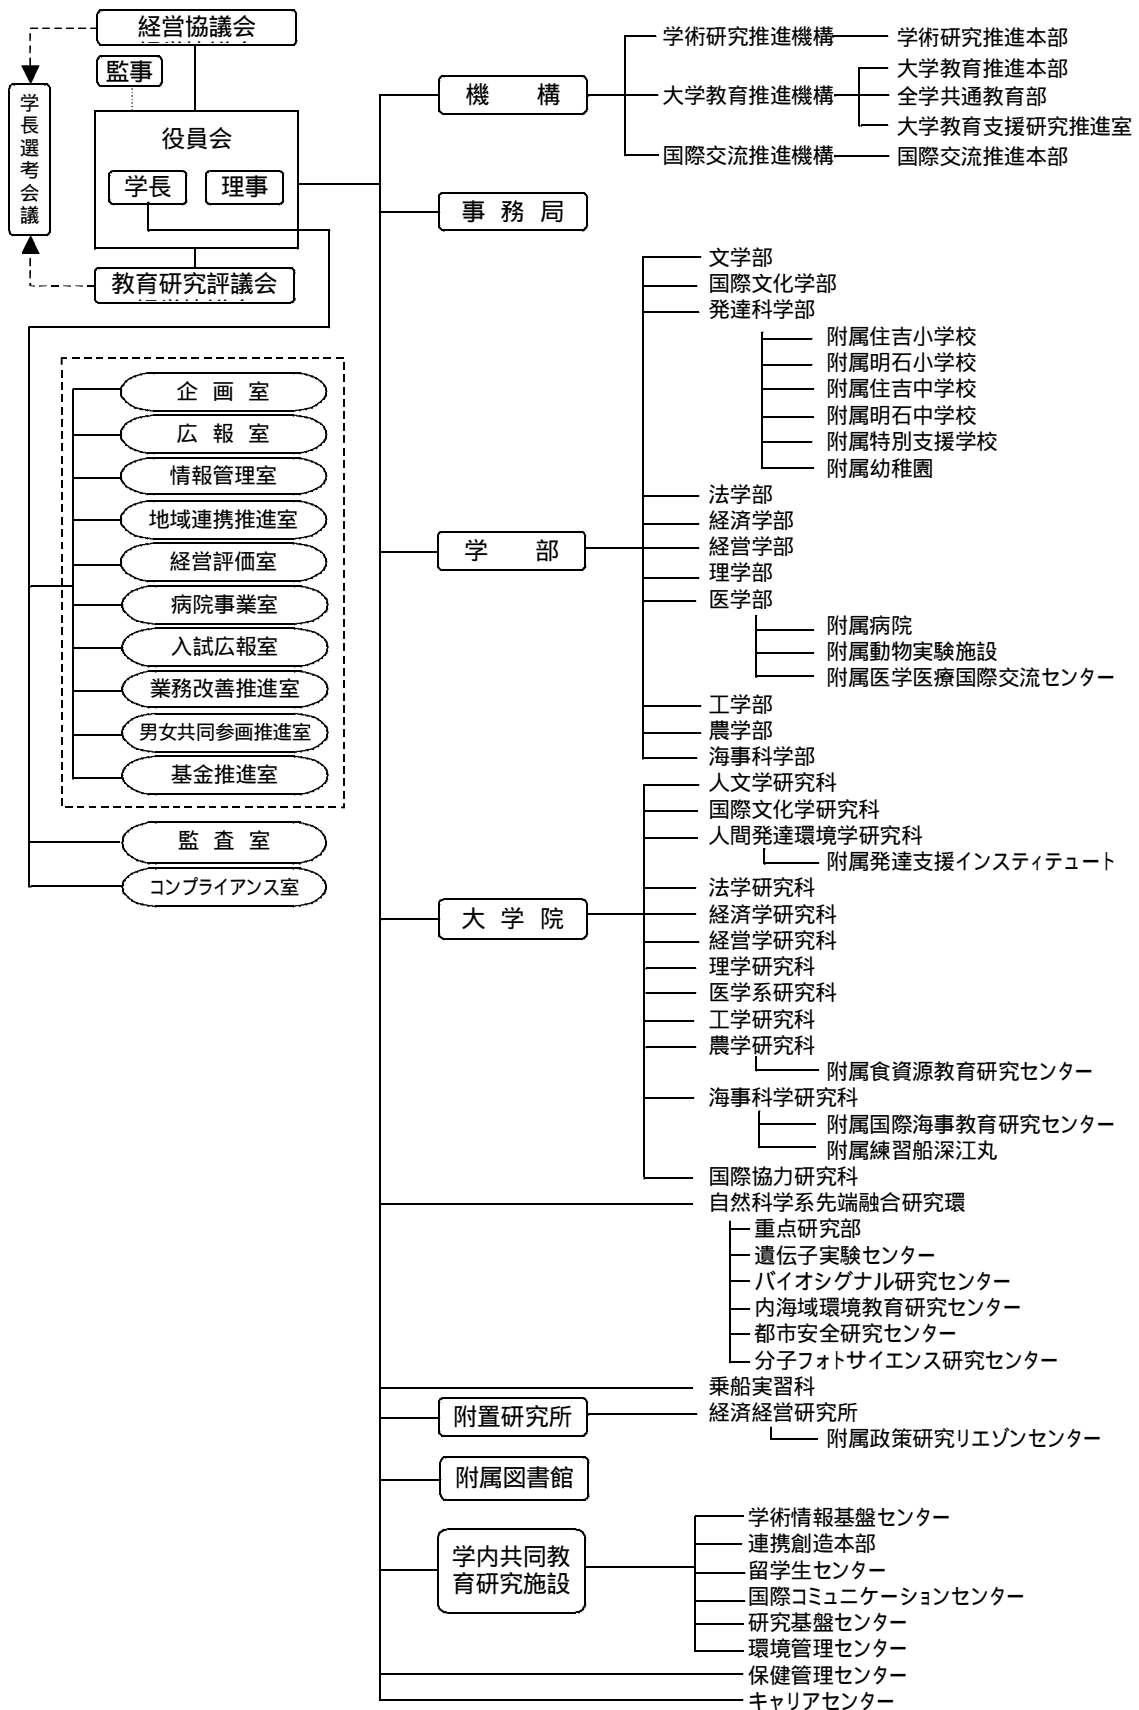 経営協議会
監事
学長選考会議
役員会
学長
理事
教育研究評議会
企画室
広報室
情報管理室
地域連携推進室
経営評価室
病院事業室
入試広報室
業務改善推進室
男女共同参画推進室
基金推進室
監査室
コンプライアンス室
機構
学術研究推進機構
学術研究推進本部
大学教育推進機構
大学教育推進本部
全学共通教育部
大学教育支援研究推進室
国際交流推進機構
国際交流推進本部
事務局
学部
文学部
国際文化学部
発達科学部
附属住吉小学校
附属明石小学校
附属住吉中学校
附属明石中学校
附属特別支援学校
附属幼稚園
法学部
経済学部
経営学部
理学部
医学部
附属病院
附属動物実験施設
附属医学医療国際交流センター
工学部
農学部
海事科学部
大学院
人文学研究科
国際文化学研究科
人間発達環境学研究科
附属発達支援インスティテュート
法学研究科
経済学研究科
経営学研究科
理学研究科
医学系研究科
工学研究科
農学研究科
附属食資源教育研究センター
海事科学研究科
附属国際海事教育研究センター
附属練習船深江丸
国際協力研究科
自然科学系先端融合研究環
重点研究部
遺伝子実験センター
バイオシグナル研究センター
内海域環境教育研究センター
都市安全研究センター
分子フォトサイエンス研究センター
乗船実習科
附置研究所
経済経営研究所
附属政策研究リエゾンセンター
附属図書館
学内共同教
育研究施設
学術情報基盤センター
連携創造本部
留学生センター
国際コミュニケーションセンター
研究基盤センター
環境管理センター
保健管理センター
キャリアセンター